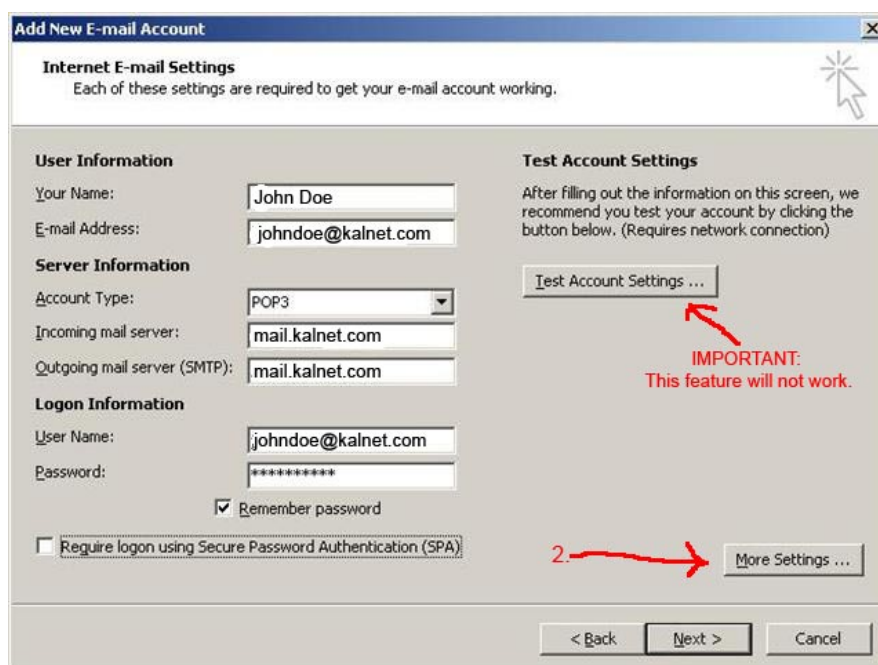 Add New E-mail Account
Internet E-mail Settings
Each of these settings are required to get your e-mail account working.
User Information
Your Name:
John Doe
E-mail Address:
johndoe@kalnet.com
Server Information
Account Type:
POP3
Incoming mail server:
mail.kalnet.com
Outgoing mail server (SMTP):
mail.kalnet.com
Logon Information
User Name:
johndoe@kalnet.com
Password:
**********
Remember password
Require logon using Secure Password Authentication (SPA)
Test Account Settings
After filling out the information on this screen, we
recommend you test your account by clicking the
button below. (Requires network connection)
Test Account Settings ...
IMPORTANT:
This feature will not work.
2.
More Settings ...
< Back
Next >
Cancel